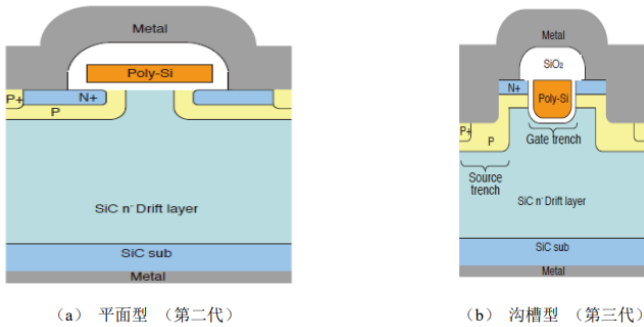 Metal
Poly-Si
P+
N+
P
SiC n⁻ Drift layer
SiC sub
Metal
(a) 平面型 (第二代)
Metal
SiO₂
N+
Poly-Si
P+
P
Gate trench
Source
trench
SiC n⁻ Drift layer
SiC sub
Metal
(b) 沟槽型 (第三代)